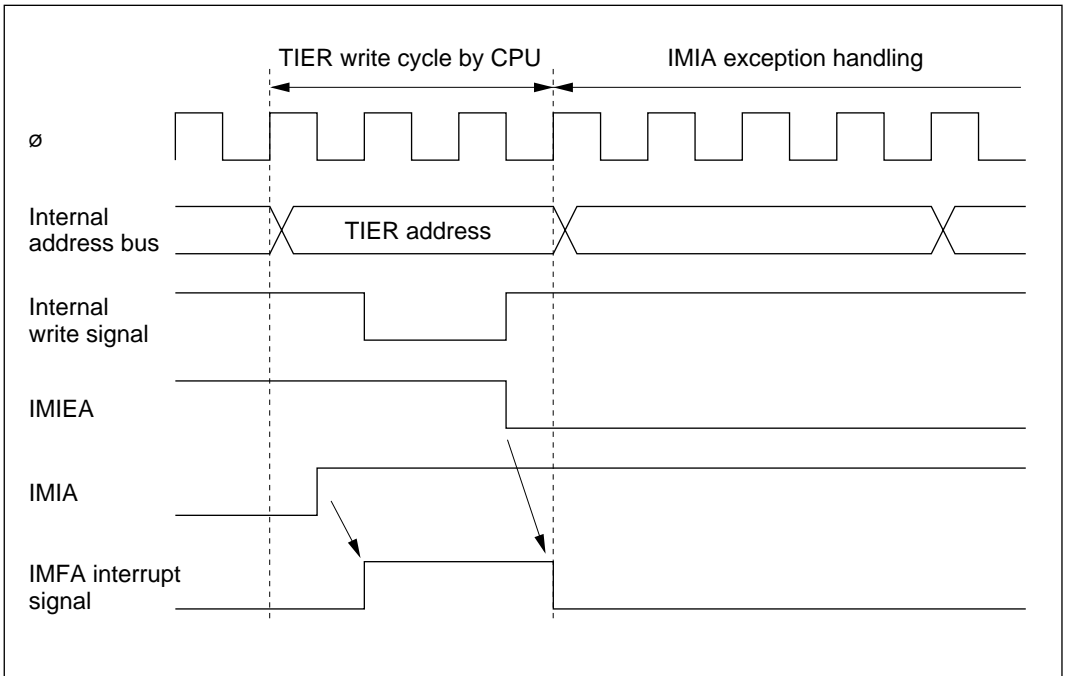 TIER write cycle by CPU
IMIA exception handling
ø
Internal
address bus
TIER address
Internal
write signal
IMIEA
IMIA
IMFA interrupt
signal